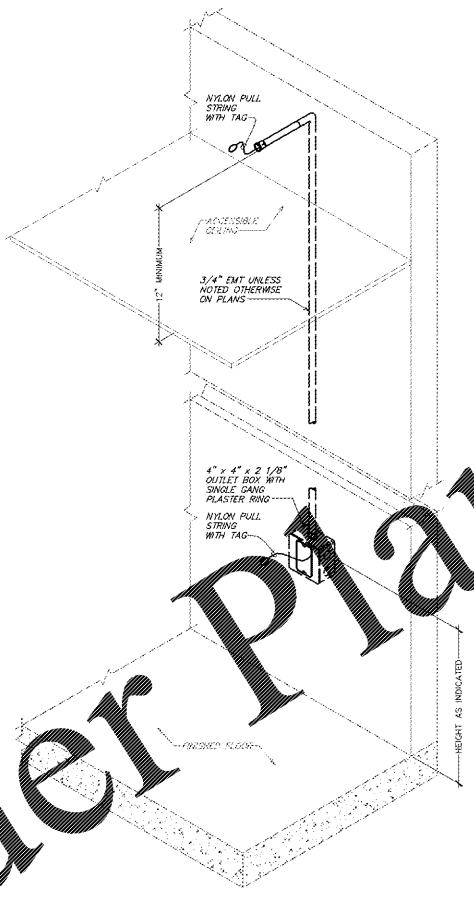 NYLON PULL
STRING
WITH TAG
ACCESSIBLE
CEILING
12" MINIMUM
3/4" EMT UNLESS
NOTED OTHERWISE
ON PLANS
4" x 4" x 2 1/8"
OUTLET BOX WITH
SINGLE GANG
PLASTER RING
NYLON PULL
STRING
WITH TAG
HEIGHT AS INDICATED
FINISHED FLOOR